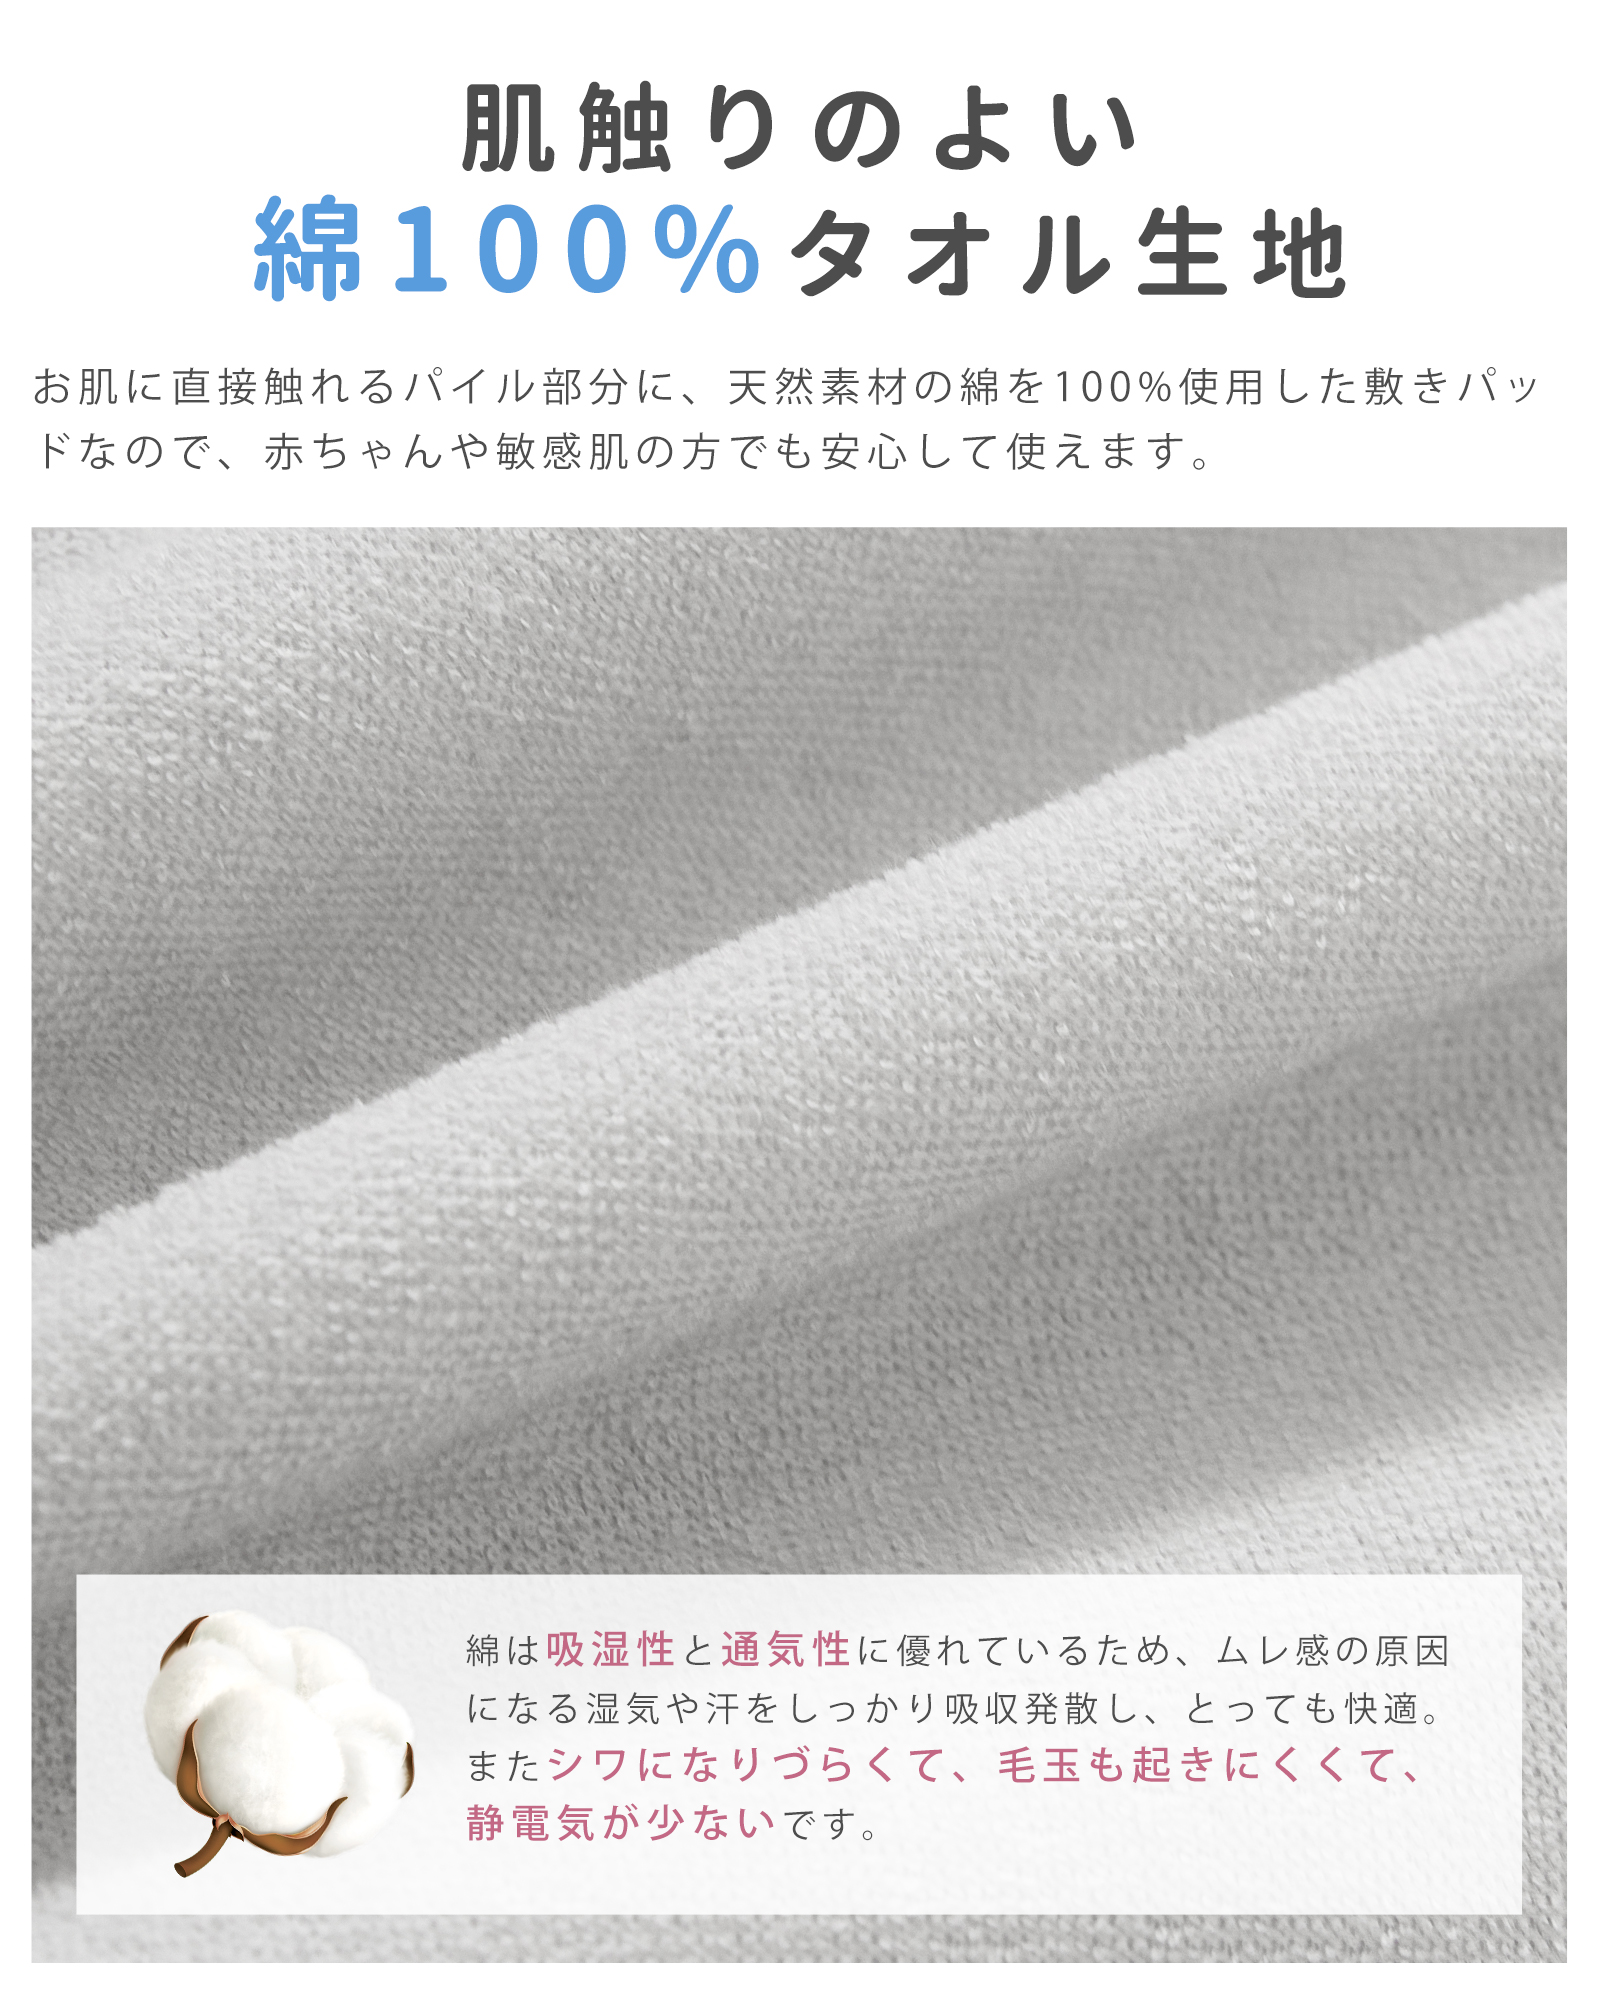 肌触りのよい
綿100%タオル生地
お肌に直接触れるパイル部分に、天然素材の綿を100%使用した敷きパッ
ドなので、赤ちゃんや敏感肌の方でも安心して使えます。
綿は吸湿性と通気性に優れているため、ムレ感の原因
になる湿気や汗をしっかり吸収発散し、とっても快適。
またシワになりづらくて、毛玉も起きにくくて、
静電気が少ないです。